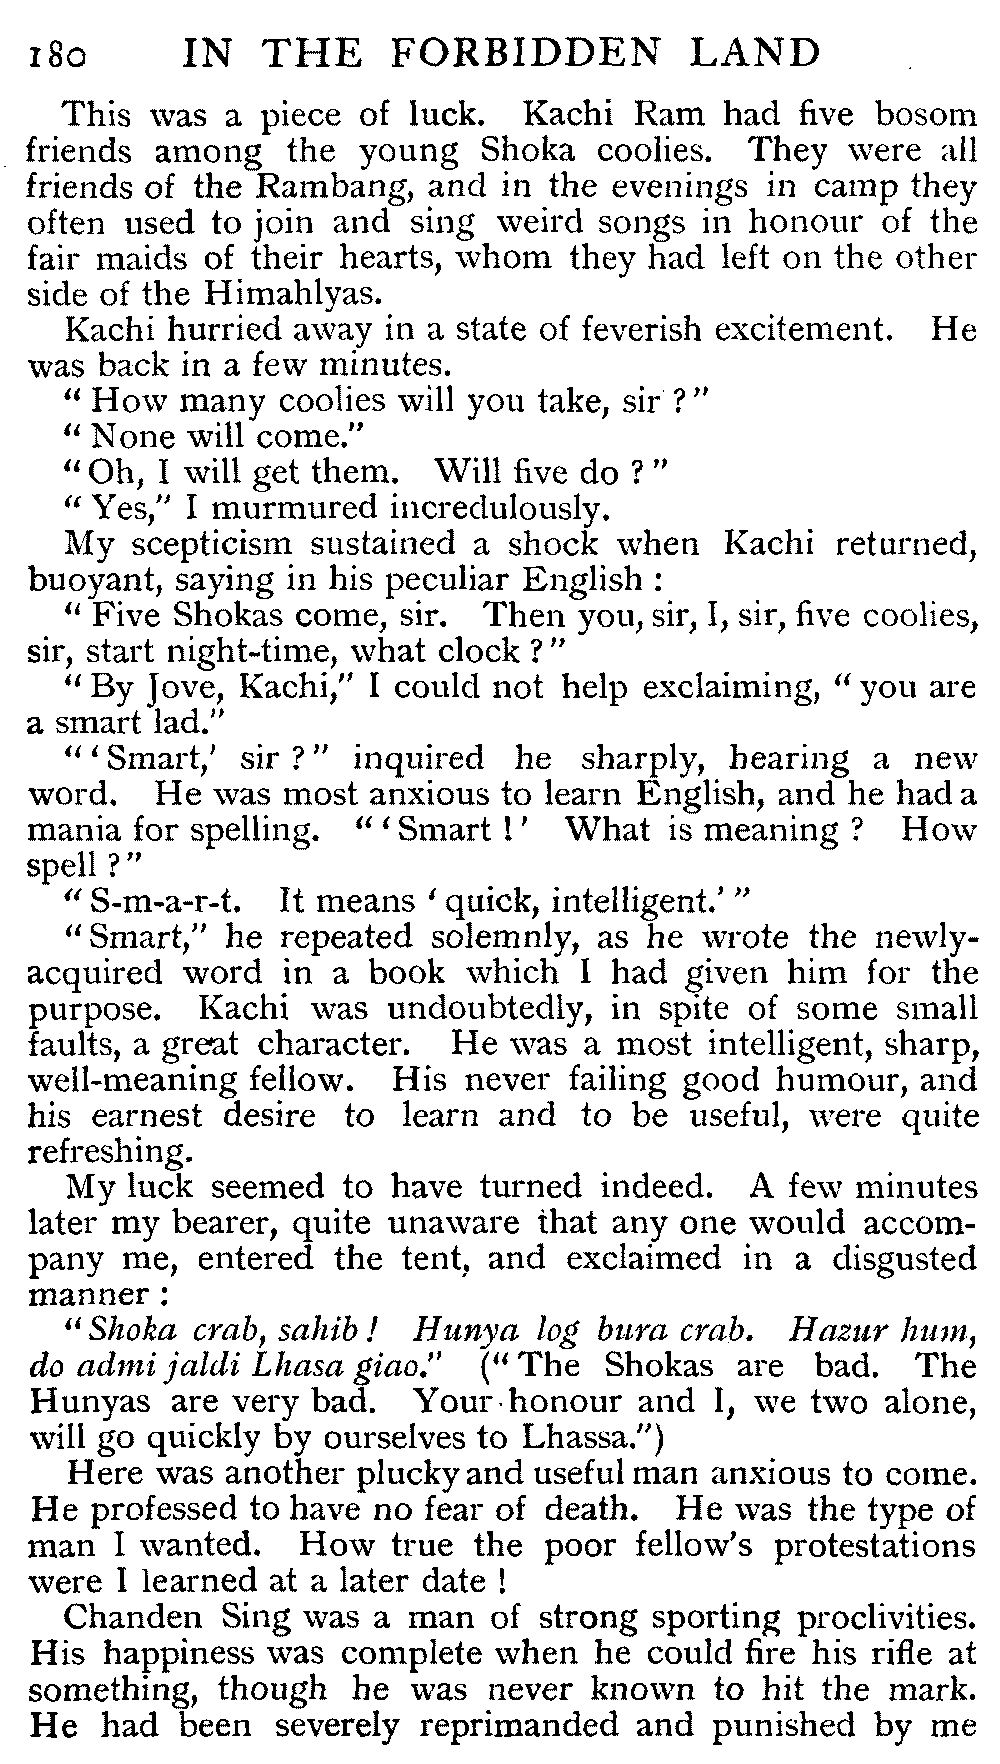 180 IN THE FORBIDDEN LAND
This was a piece of luck. Kachi Ram had five bosom
friends among the young Shoka coolies. They were all
friends of the Rambang, and in the evenings in camp they
often used to join and sing weird songs in honour of the
fair maids of their hearts, whom they had left on the other
side of the Himahlyas.
Kachi hurried away in a state of feverish excitement. He
was back in a few minutes.
"How many coolies will you take, sir?"
"None will come."
"Oh, I will get them. Will five do?"
"Yes," I murmured incredulously.
My scepticism sustained a shock when Kachi returned,
buoyant, saying in his peculiar English:
"Five Shokas come, sir. Then you, sir, I, sir, five coolies,
sir, start night-time, what clock?"
"By Jove, Kachi," I could not help exclaiming, "you are
a smart lad."
"'Smart,' sir?" inquired he sharply, hearing a new
word. He was most anxious to learn English, and he had a
mania for spelling. "'Smart!' What is meaning? How
spell?"
"S-m-a-r-t. It means 'quick, intelligent.'"
"Smart," he repeated solemnly, as he wrote the newly-
acquired word in a book which I had given him for the
purpose. Kachi was undoubtedly, in spite of some small
faults, a great character. He was a most intelligent, sharp,
well-meaning fellow. His never failing good humour, and
his earnest desire to learn and to be useful, were quite
refreshing.
My luck seemed to have turned indeed. A few minutes
later my bearer, quite unaware that any one would accom-
pany me, entered the tent, and exclaimed in a disgusted
manner:
"Shoka crab, sahib! Hunya log bura crab. Hazur hum,
do admi jaldi Lhasa giao." ("The Shokas are bad. The
Hunyas are very bad. Your honour and I, we two alone,
will go quickly by ourselves to Lhassa.")
Here was another plucky and useful man anxious to come.
He professed to have no fear of death. He was the type of
man I wanted. How true the poor fellow's protestations
were I learned at a later date!
Chanden Sing was a man of strong sporting proclivities.
His happiness was complete when he could fire his rifle at
something, though he was never known to hit the mark.
He had been severely reprimanded and punished by me